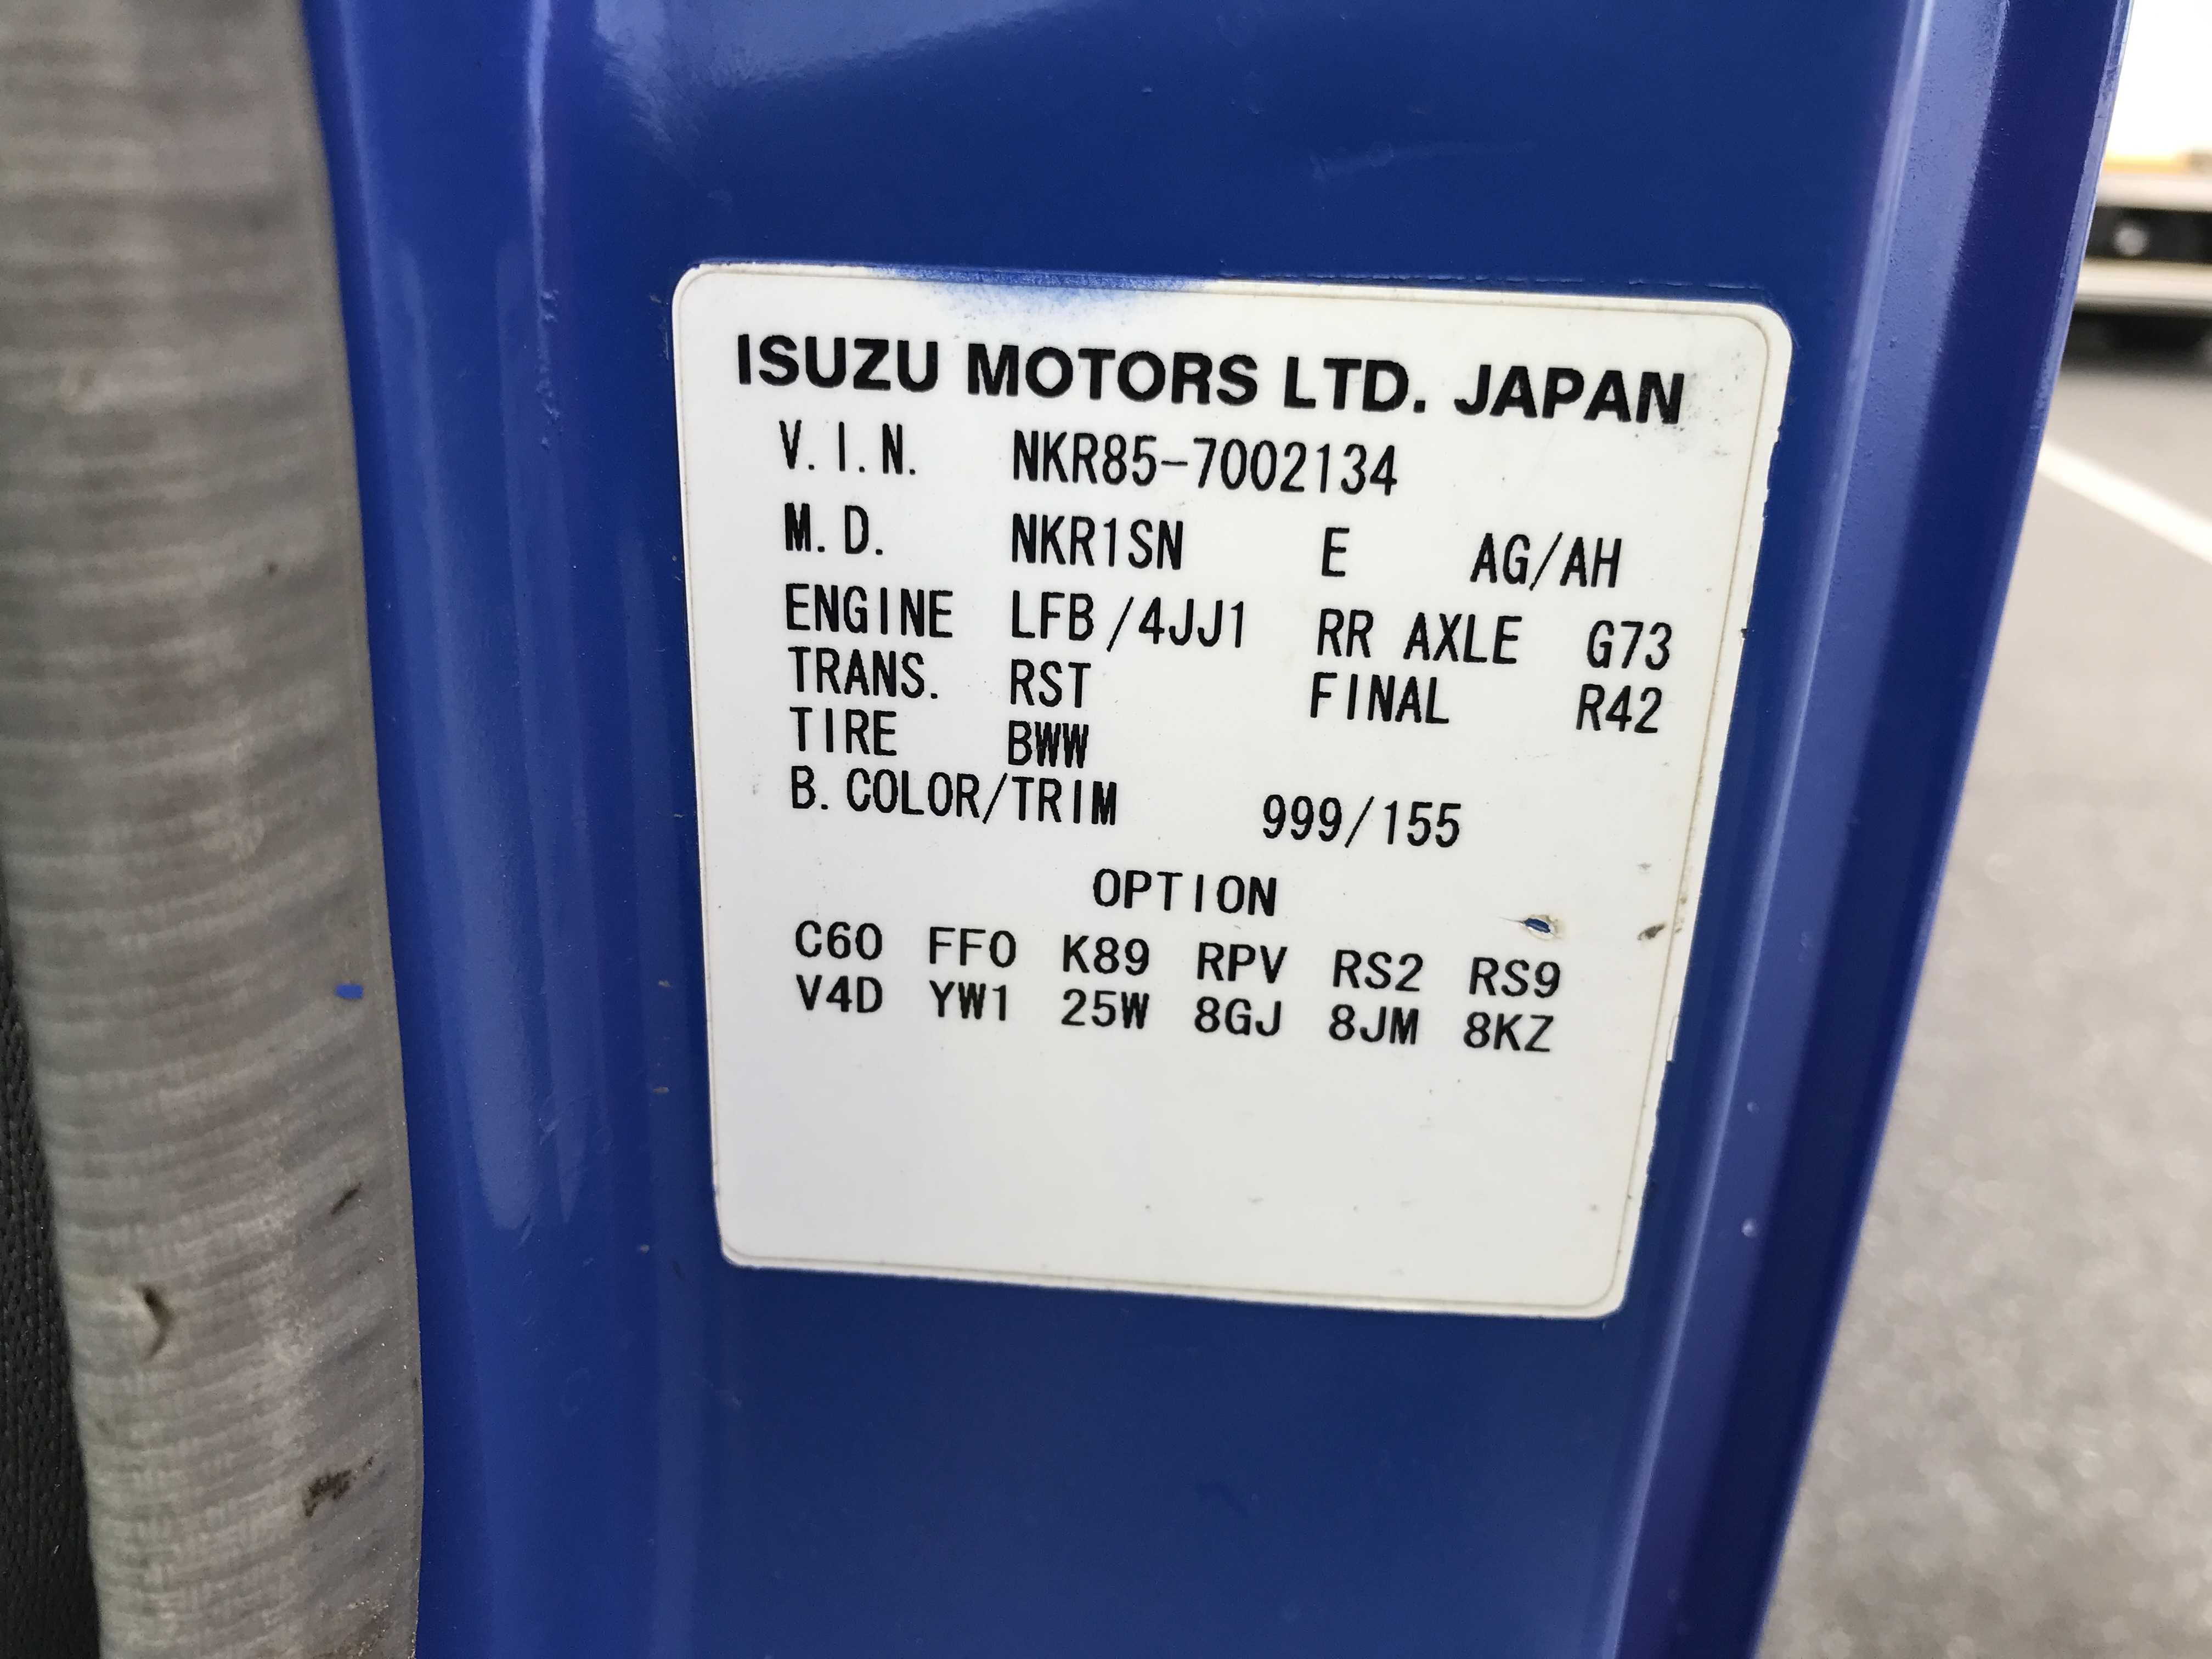 ISUZU MOTORS LTD. JAPAN
V.I.N. NKR85-7002134
M.D. NKR1SN E AG/AH
ENGINE LFB/4JJ1 RR AXLE G73
TRANS. RST FINAL R42
TIRE BWW
B.COLOR/TRIM 999/155
OPTION
C60 FF0 K89 RPV RS2 RS9
V4D YW1 25W 8GJ 8JM 8KZ